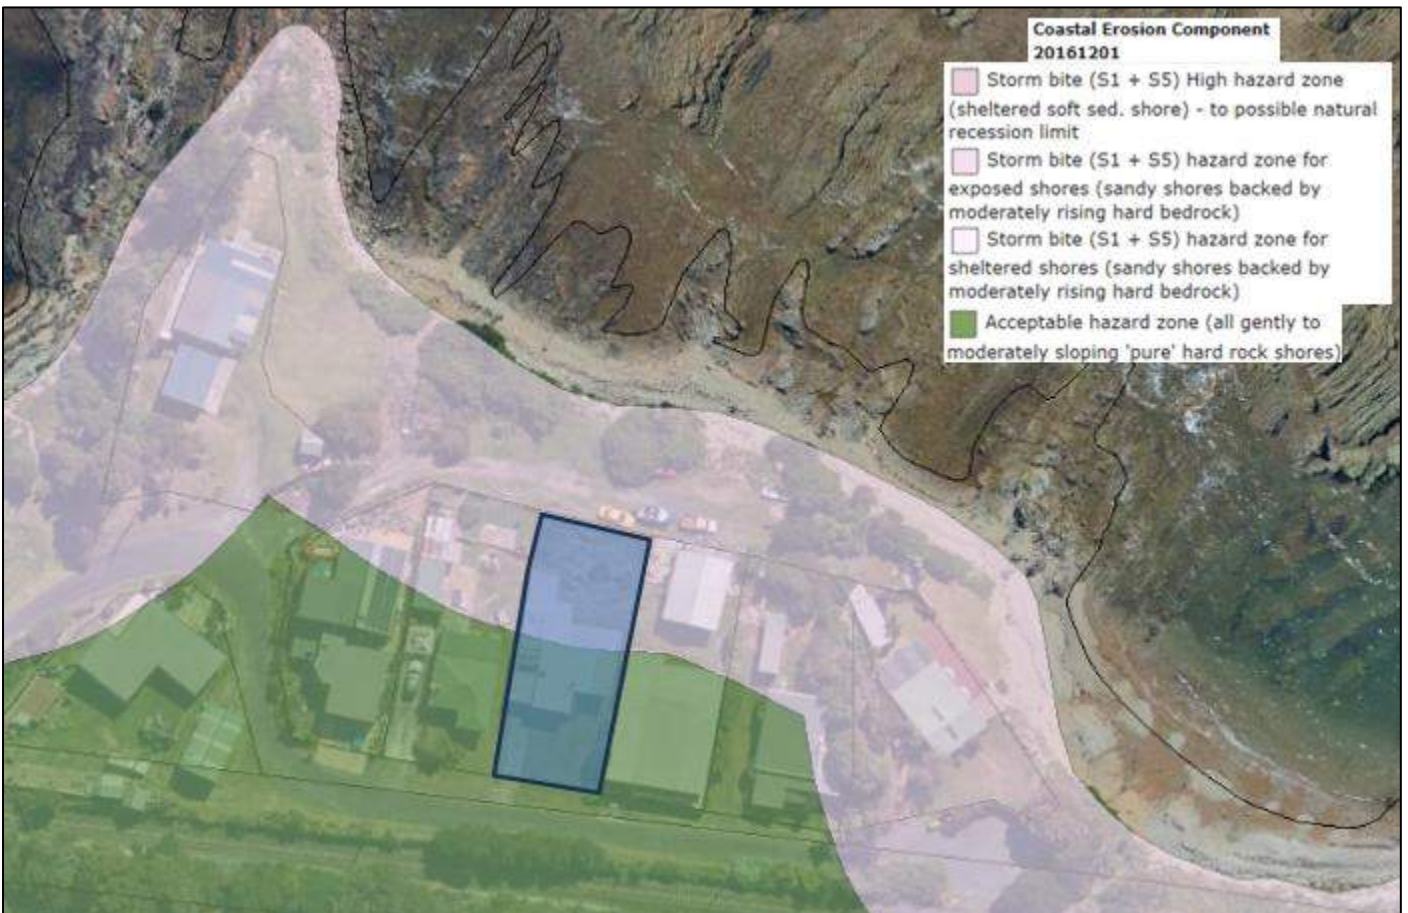 Coastal Erosion Component
20161201
Storm bite (S1 + S5) High hazard zone
(sheltered soft sed. shore) - to possible natural
recession limit
Storm bite (S1 + S5) hazard zone for
exposed shores (sandy shores backed by
moderately rising hard bedrock)
Storm bite (S1 + S5) hazard zone for
sheltered shores (sandy shores backed by
moderately rising hard bedrock)
Acceptable hazard zone (all gently to
moderately sloping 'pure' hard rock shores)